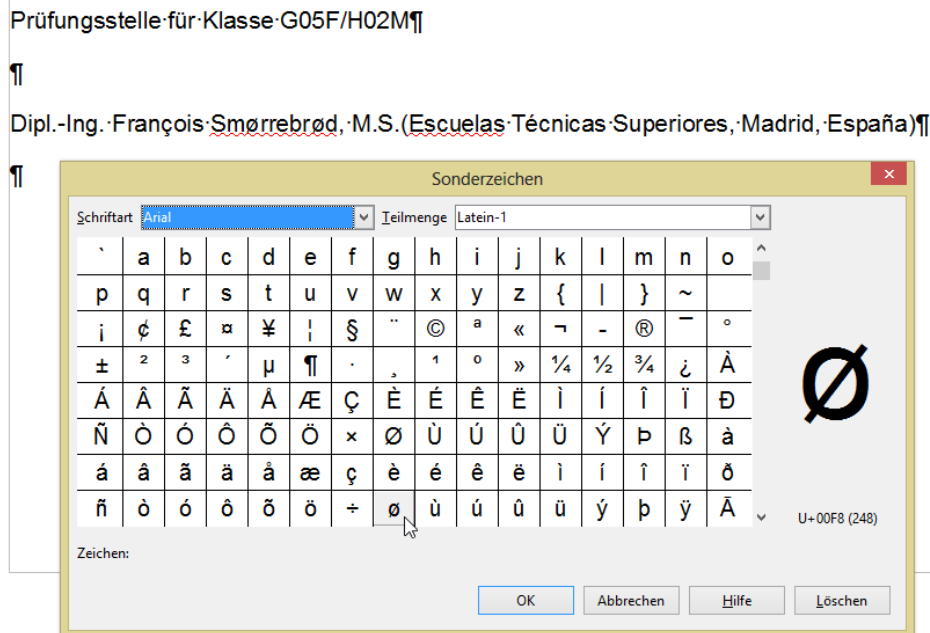 Prüfungsstelle·für·Klasse·G05F/H02M¶
¶
Dipl.-Ing.·François·Smørrebrød,·M.S.(Escuelas·Técnicas·Superiores,·Madrid,·España)¶
¶
Sonderzeichen
Schriftart Arial Teilmenge Latein-1
` a b c d e f g h i j k l m n o
p q r s t u v w x y z { | } ~
¡ ¢ £ ¤ ¥ ¦ § ¨ © ª « ¬ - ® ¯ °
± ² ³ ´ µ ¶ · ¸ ¹ º » ¼ ½ ¾ ¿ À
Á Â Ã Ä Å Æ Ç È É Ê Ë Ì Í Î Ï Ð
Ñ Ò Ó Ô Õ Ö × Ø Ù Ú Û Ü Ý Þ ß à
á â ã ä å æ ç è é ê ë ì í î ï ð
ñ ò ó ô õ ö ÷ ø ù ú û ü ý þ ÿ Ā
ø
U+00F8 (248)
Zeichen:
OK Abbrechen Hilfe Löschen